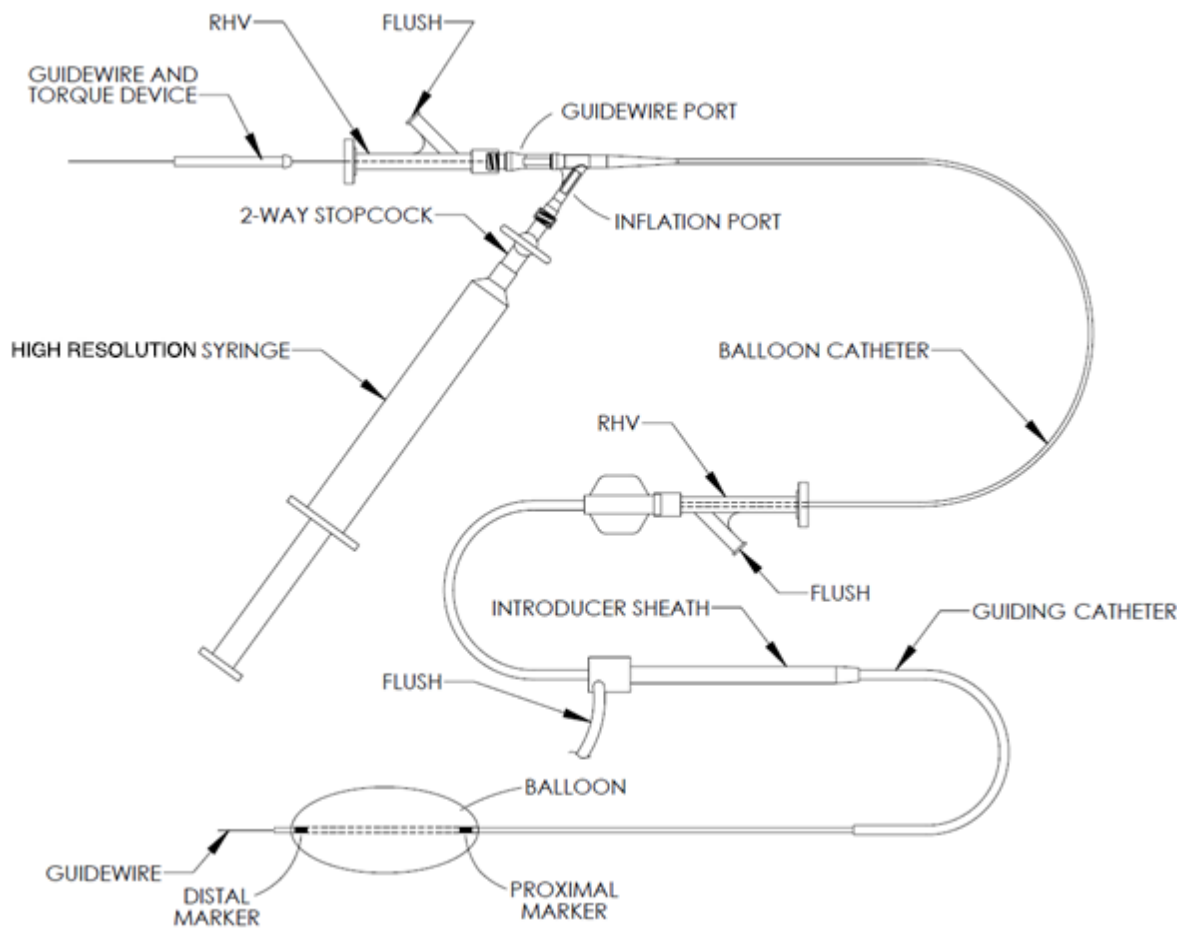 RHV
FLUSH
GUIDEWIRE AND
TORQUE DEVICE
GUIDEWIRE PORT
2-WAY STOPCOCK
INFLATION PORT
HIGH RESOLUTION SYRINGE
BALLOON CATHETER
RHV
FLUSH
INTRODUCER SHEATH
GUIDING CATHETER
FLUSH
BALLOON
GUIDEWIRE
DISTAL
MARKER
PROXIMAL
MARKER